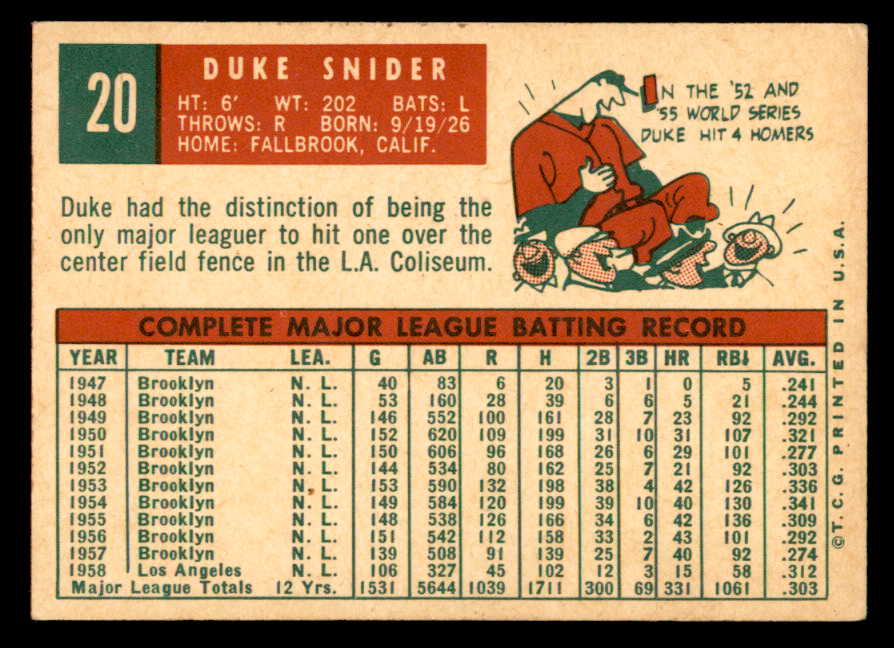 20
DUKE SNIDER
HT: 6' WT: 202 BATS: L
THROWS: R BORN: 9/19/26
HOME: FALLBROOK, CALIF.
IN THE '52 AND
'55 WORLD SERIES
DUKE HIT 4 HOMERS
Duke had the distinction of being the
only major leaguer to hit one over the
center field fence in the L.A. Coliseum.
COMPLETE MAJOR LEAGUE BATTING RECORD
YEAR TEAM LEA. G AB R H 2B 3B HR RBI AVG.
1947 Brooklyn N. L. 40 83 6 20 3 1 0 5 .241
1948 Brooklyn N. L. 53 160 28 39 6 6 5 21 .244
1949 Brooklyn N. L. 146 552 100 161 28 7 23 92 .292
1950 Brooklyn N. L. 152 620 109 199 31 10 31 107 .321
1951 Brooklyn N. L. 150 606 96 168 26 6 29 101 .277
1952 Brooklyn N. L. 144 534 80 162 25 7 21 92 .303
1953 Brooklyn N. L. 153 590 132 198 38 4 42 126 .336
1954 Brooklyn N. L. 149 584 120 199 39 10 40 130 .341
1955 Brooklyn N. L. 148 538 126 166 34 6 42 136 .309
1956 Brooklyn N. L. 151 542 112 158 33 2 43 101 .292
1957 Brooklyn N. L. 139 508 91 139 25 7 40 92 .274
1958 Los Angeles N. L. 106 327 45 102 12 3 15 58 .312
Major League Totals 12 Yrs. 1531 5644 1039 1711 300 69 331 1061 .303
©T.C.G. PRINTED IN U.S.A.